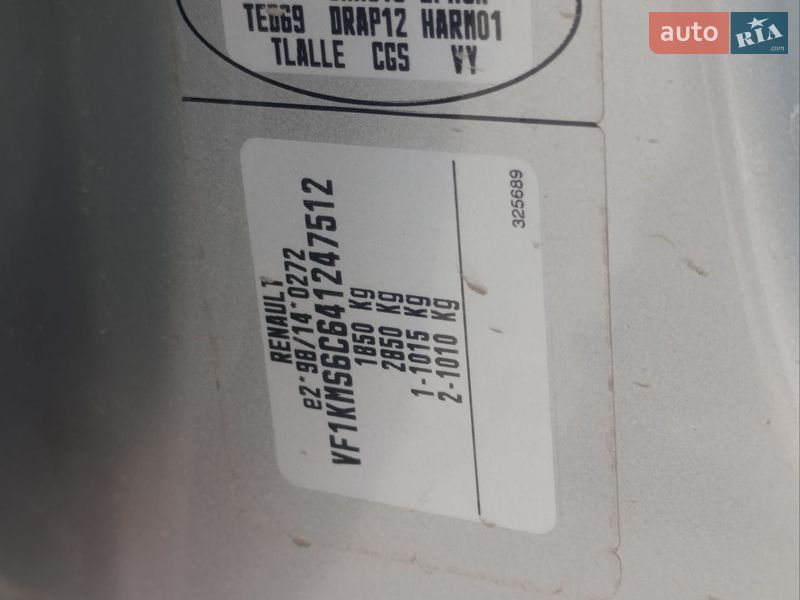 TED69 DRAP12 HARM01
TLALLE CGS VY
RENAULT
e2*98/14*0272
VF1KMS6C641247512
1850 Kg
2850 Kg
1-1015 Kg
2-1010 Kg
325689
auto RIA
.com